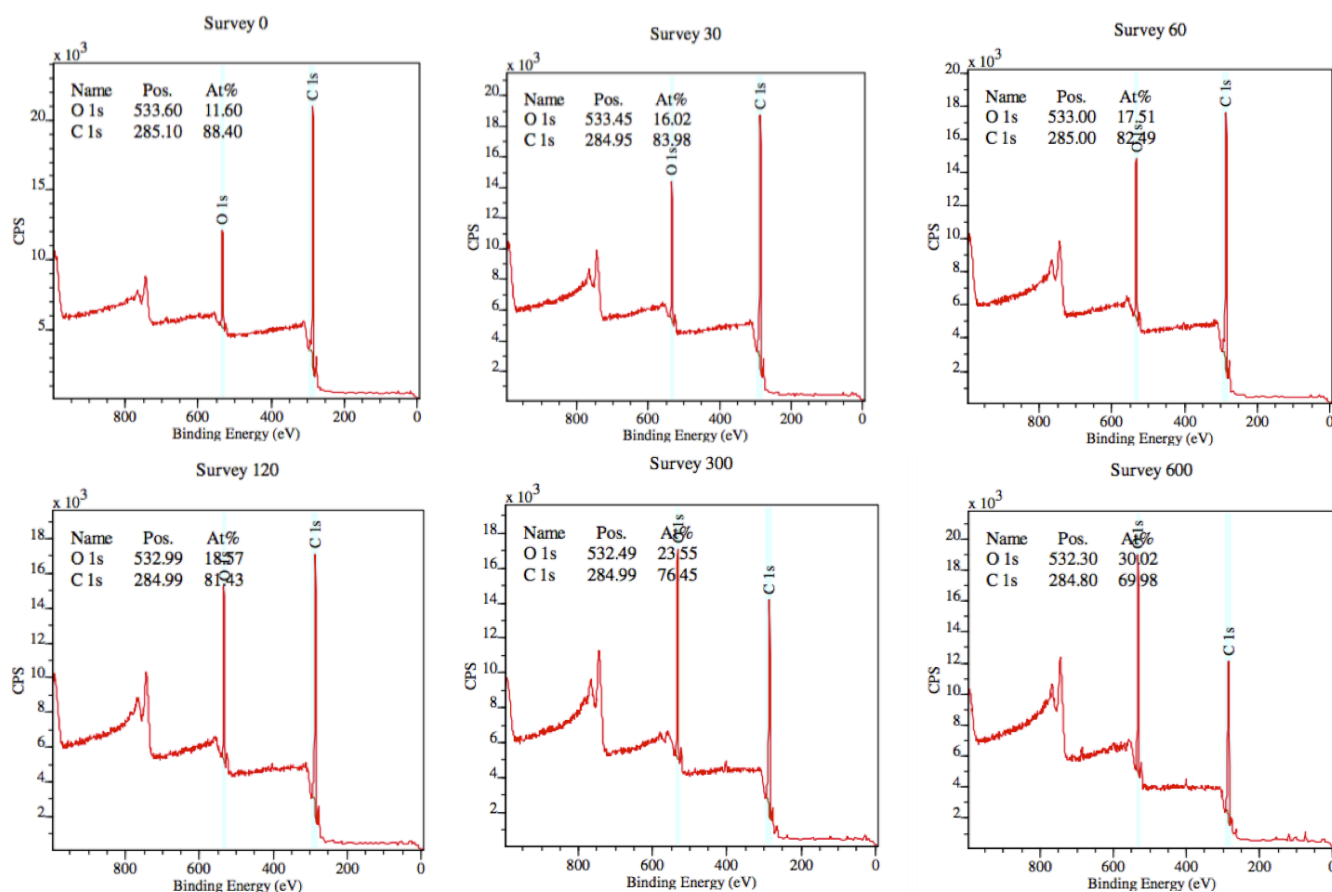 Survey 0
x 10³
Name Pos. At%
O 1s 533.60 11.60
C 1s 285.10 88.40
C 1s
O 1s
20
15
10
5
CPS
800 600 400 200 0
Binding Energy (eV)
Survey 30
x 10³
Name Pos. At%
O 1s 533.45 16.02
C 1s 284.95 83.98
C 1s
O 1s
18
16
14
12
10
8
6
4
2
CPS
800 600 400 200 0
Binding Energy (eV)
Survey 60
x 10³
Name Pos. At%
O 1s 533.00 17.51
C 1s 285.00 82.49
C 1s
O 1s
20
18
16
14
12
10
8
6
4
2
CPS
800 600 400 200 0
Binding Energy (eV)
Survey 120
x 10³
Name Pos. At%
O 1s 532.99 18.57
C 1s 284.99 81.43
C 1s
O 1s
18
16
14
12
10
8
6
4
2
CPS
800 600 400 200 0
Binding Energy (eV)
Survey 300
x 10³
Name Pos. At%
O 1s 532.49 23.55
C 1s 284.99 76.45
O 1s
C 1s
18
16
14
12
10
8
6
4
2
CPS
800 600 400 200 0
Binding Energy (eV)
Survey 600
x 10³
Name Pos. At%
O 1s 532.30 30.02
C 1s 284.80 69.98
O 1s
C 1s
20
18
16
14
12
10
8
6
4
2
CPS
800 600 400 200 0
Binding Energy (eV)